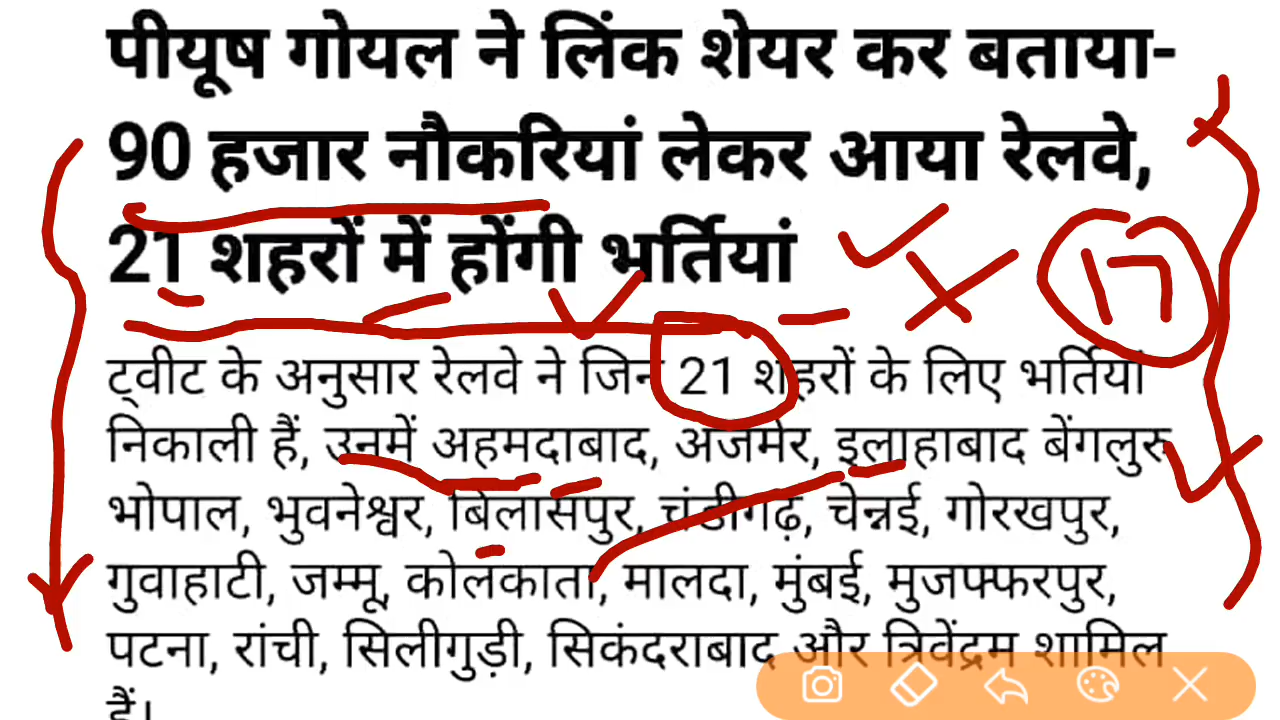 पीयूष गोयल ने लिंक शेयर कर बताया-
90 हजार नौकरियां लेकर आया रेलवे,
21 शहरों में होंगी भर्तियां
17
ट्वीट के अनुसार रेलवे ने जिन 21 शहरों के लिए भर्तियां
निकाली हैं, उनमें अहमदाबाद, अजमेर, इलाहाबाद बेंगलुरु
भोपाल, भुवनेश्वर, बिलासपुर, चंडीगढ़, चेन्नई, गोरखपुर,
गुवाहाटी, जम्मू, कोलकाता, मालदा, मुंबई, मुजफ्फरपुर,
पटना, रांची, सिलीगुड़ी, सिकंदराबाद और त्रिवेंद्रम शामिल
हैं।